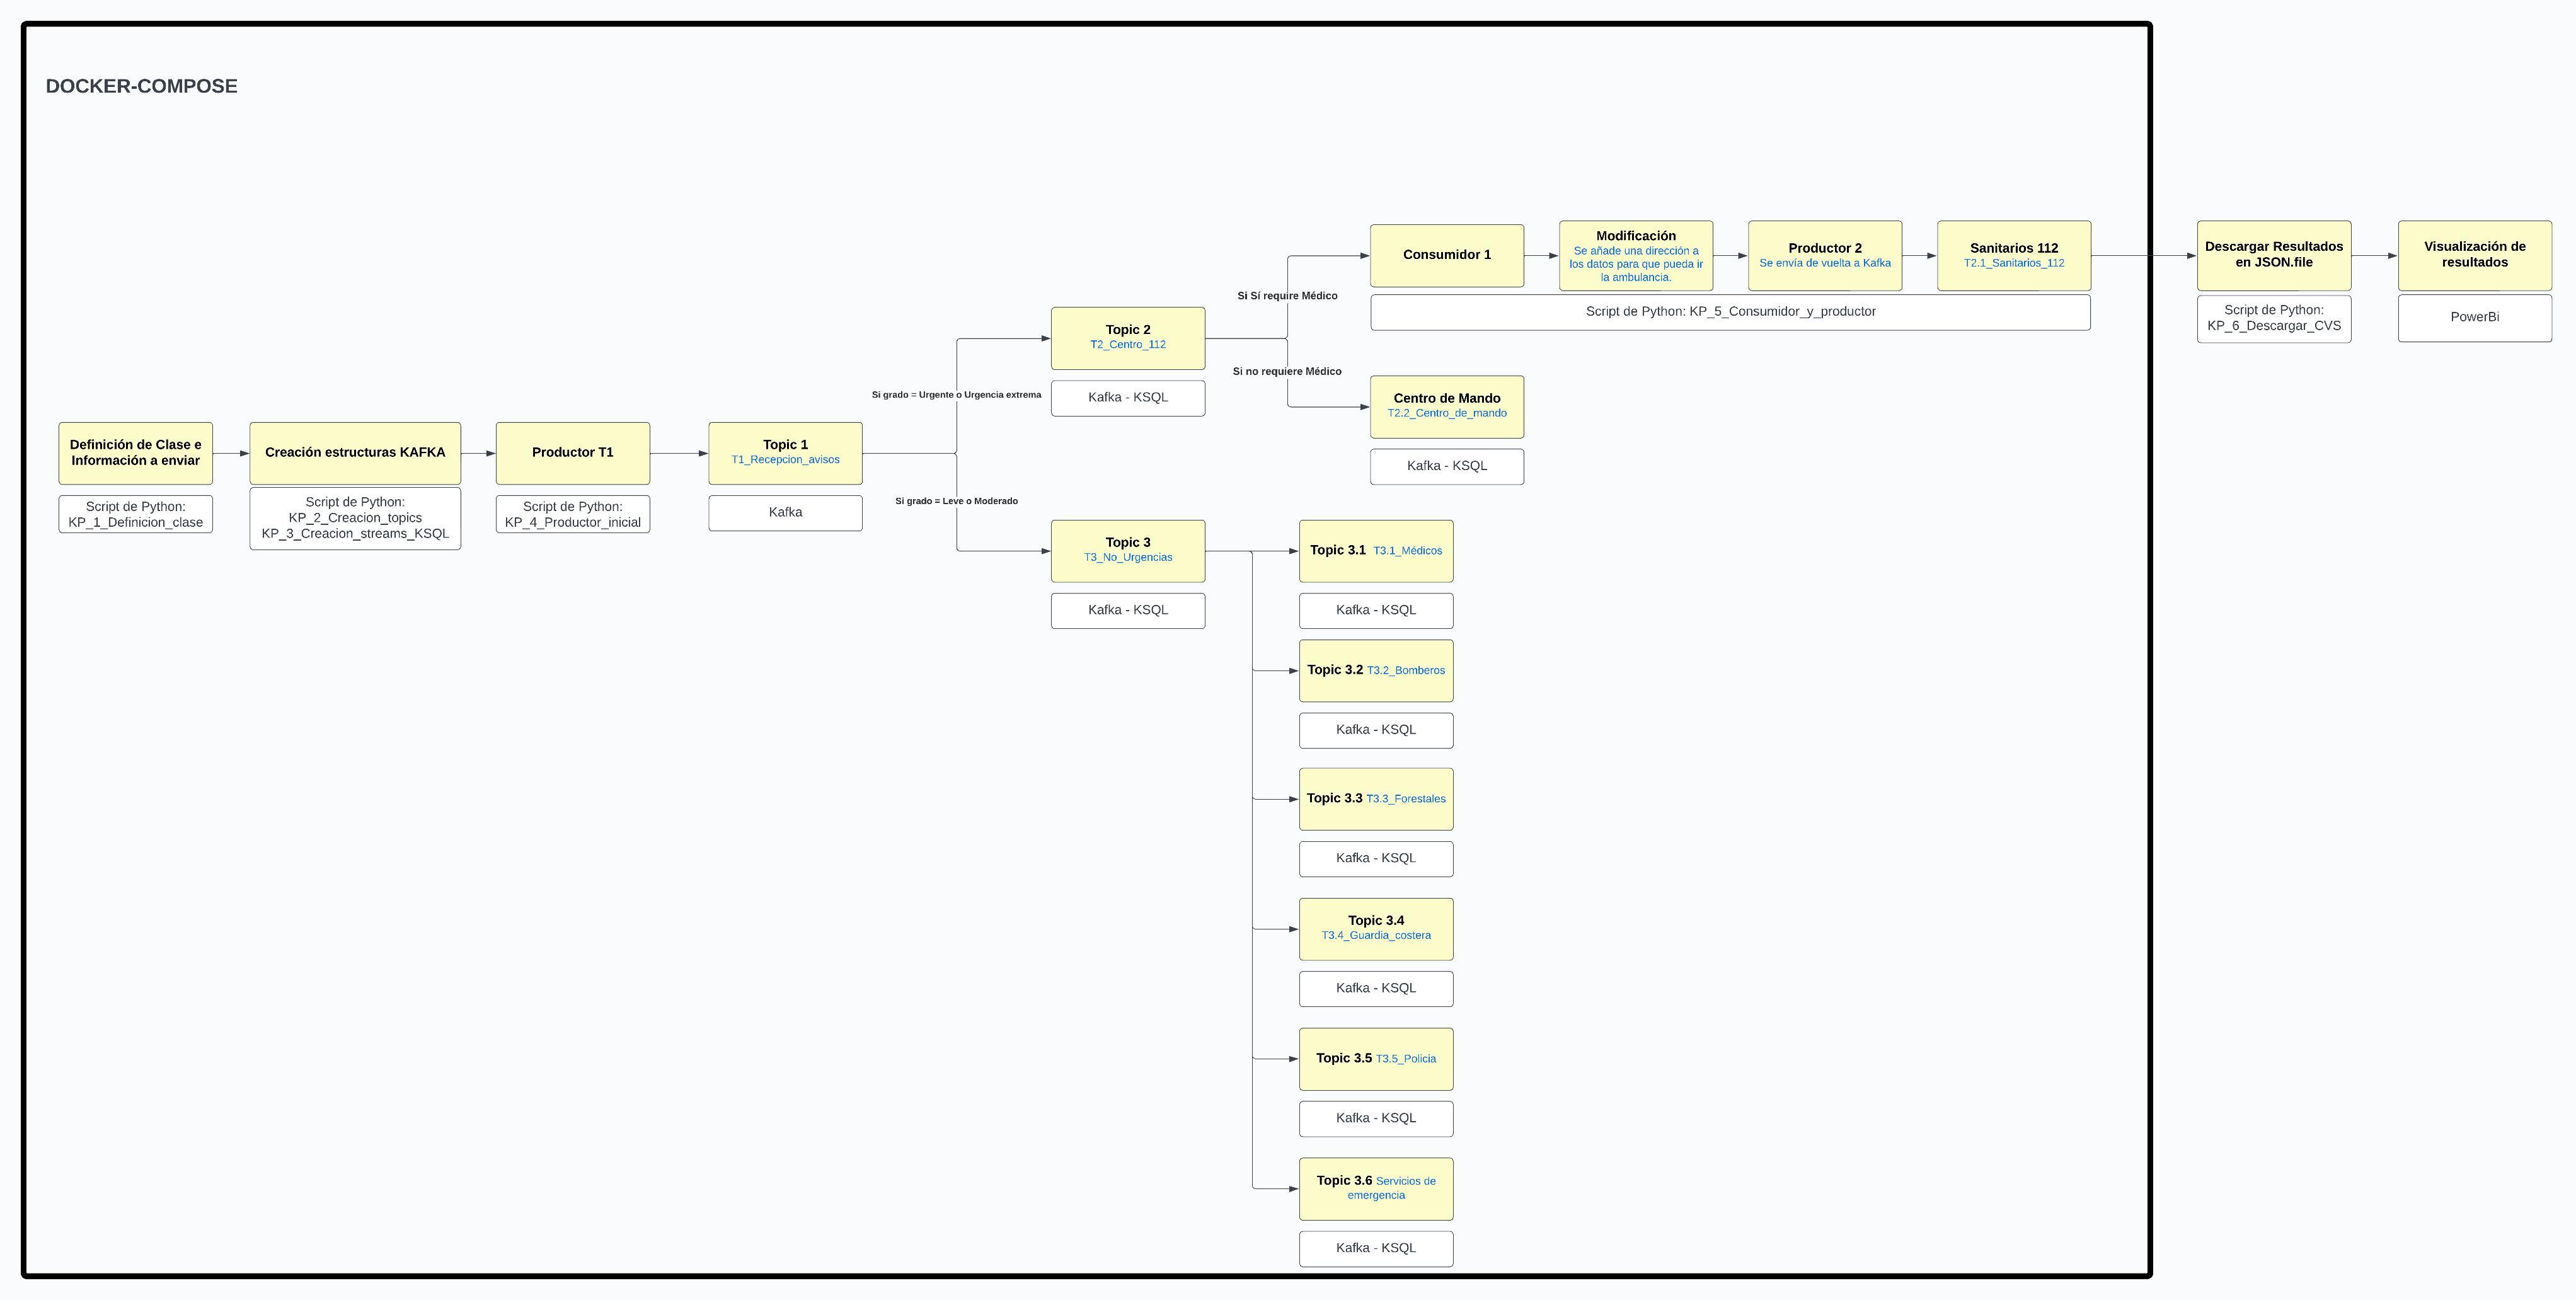 DOCKER-COMPOSE
Definición de Clase e
Información a enviar
Script de Python:
KP_1_Definicion_clase
Creación estructuras KAFKA
Script de Python:
KP_2_Creacion_topics
KP_3_Creacion_streams_KSQL
Productor T1
Script de Python:
KP_4_Productor_inicial
Topic 1
T1_Recepcion_avisos
Kafka
Si grado = Urgente o Urgencia extrema
Si grado = Leve o Moderado
Topic 2
T2_Centro_112
Kafka - KSQL
Si Sí require Médico
Si no requiere Médico
Consumidor 1
Modificación
Se añade una dirección a
los datos para que pueda ir
la ambulancia.
Productor 2
Se envía de vuelta a Kafka
Sanitarios 112
T2.1_Sanitarios_112
Script de Python: KP_5_Consumidor_y_productor
Descargar Resultados
en JSON.file
Script de Python:
KP_6_Descargar_CVS
Visualización de
resultados
PowerBi
Centro de Mando
T2.2_Centro_de_mando
Kafka - KSQL
Topic 3
T3_No_Urgencias
Kafka - KSQL
Topic 3.1 T3.1_Médicos
Kafka - KSQL
Topic 3.2 T3.2_Bomberos
Kafka - KSQL
Topic 3.3 T3.3_Forestales
Kafka - KSQL
Topic 3.4
T3.4_Guardia_costera
Kafka - KSQL
Topic 3.5 T3.5_Policia
Kafka - KSQL
Topic 3.6 Servicios de
emergencia
Kafka - KSQL